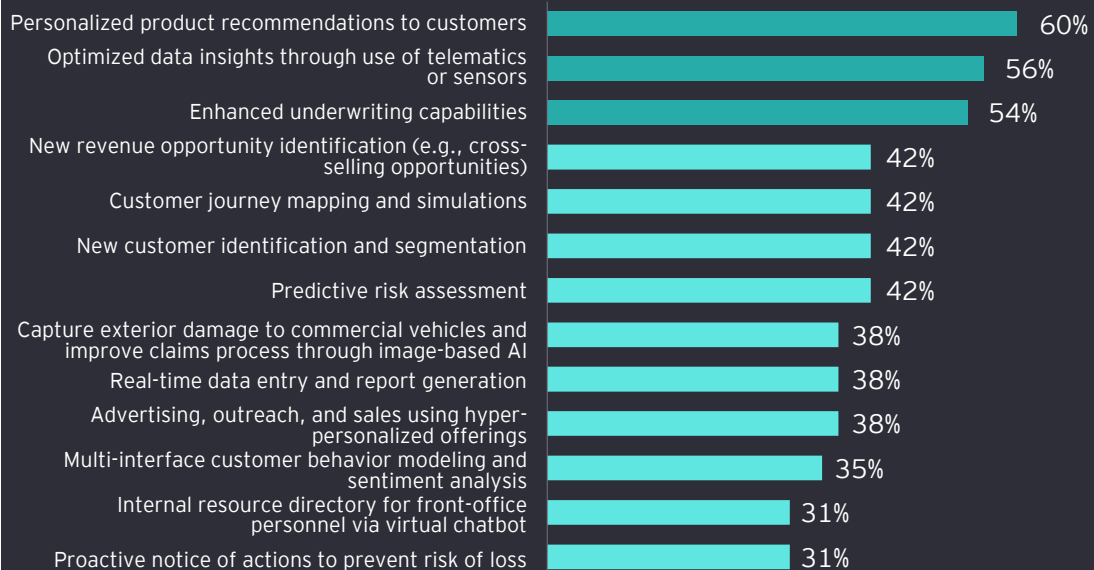 Personalized product recommendations to customers
60%
Optimized data insights through use of telematics
or sensors
56%
Enhanced underwriting capabilities
54%
New revenue opportunity identification (e.g., cross-
selling opportunities)
42%
Customer journey mapping and simulations
42%
New customer identification and segmentation
42%
Predictive risk assessment
42%
Capture exterior damage to commercial vehicles and
improve claims process through image-based AI
38%
Real-time data entry and report generation
38%
Advertising, outreach, and sales using hyper-
personalized offerings
38%
Multi-interface customer behavior modeling and
sentiment analysis
35%
Internal resource directory for front-office
personnel via virtual chatbot
31%
Proactive notice of actions to prevent risk of loss
31%